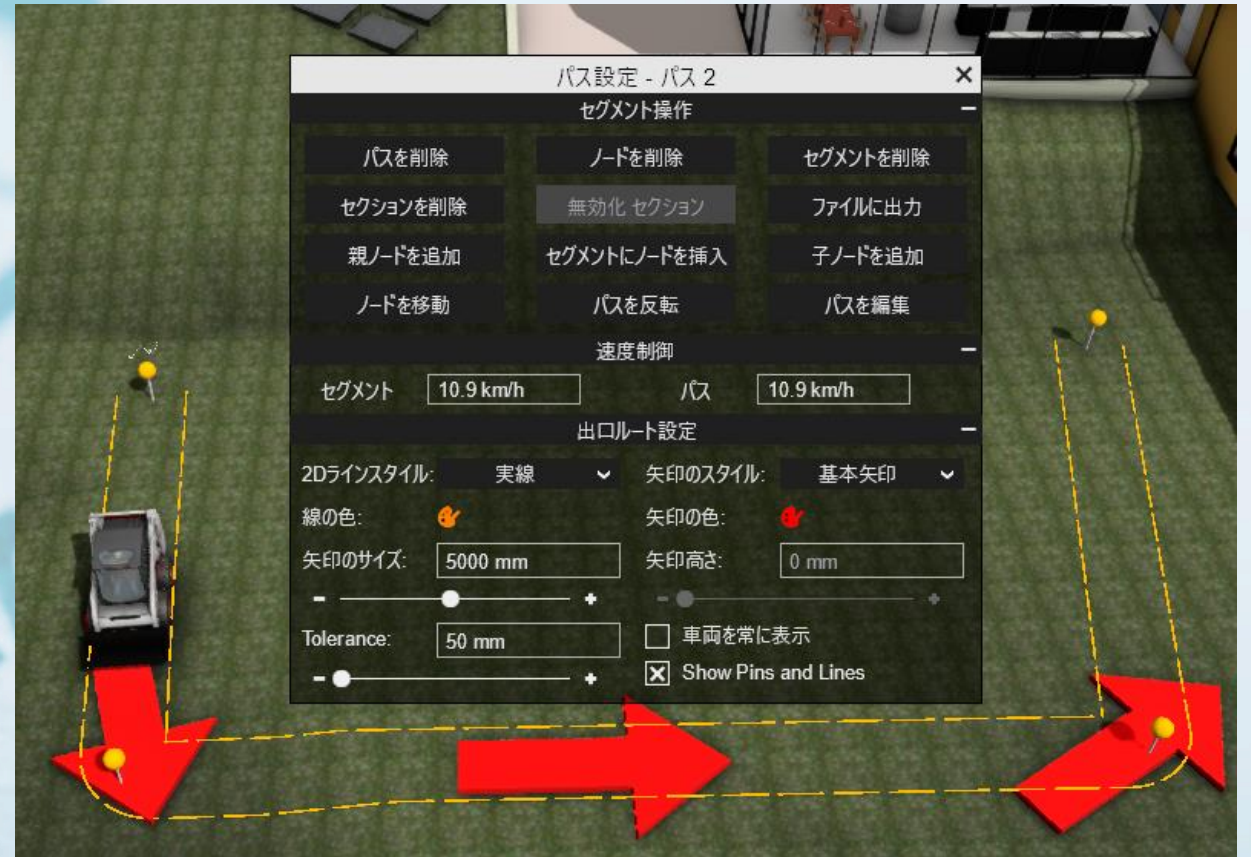 パス設定 - パス 2
セグメント操作
パスを削除 ノードを削除 セグメントを削除
セクションを削除 無効化 セクション ファイルに出力
親ノードを追加 セグメントにノードを挿入 子ノードを追加
ノードを移動 パスを反転 パスを編集
速度制御
セグメント 10.9 km/h パス 10.9 km/h
出口ルート設定
2Dラインスタイル: 実線 矢印のスタイル: 基本矢印
線の色: 矢印の色:
矢印のサイズ: 5000 mm 矢印高さ: 0 mm
Tolerance: 50 mm 車両を常に表示
Show Pins and Lines